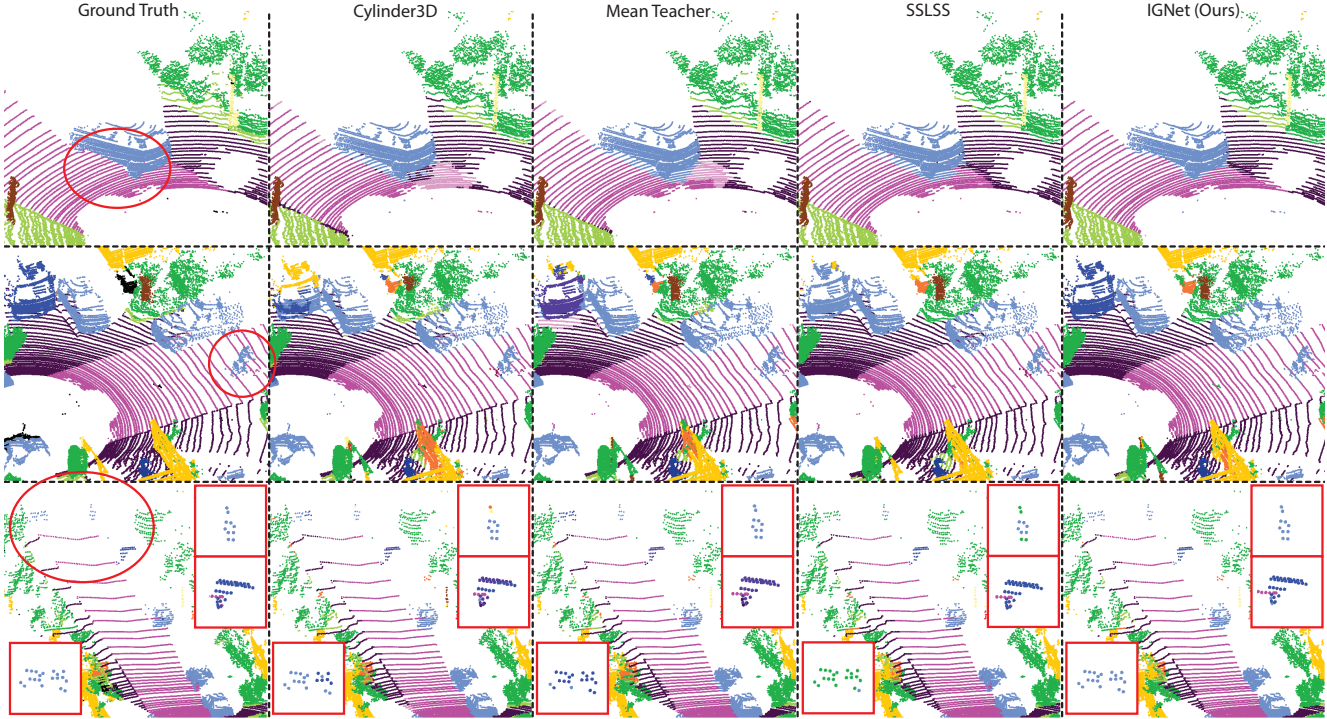 Ground Truth
Cylinder3D
Mean Teacher
SSLSS
IGNet (Ours)